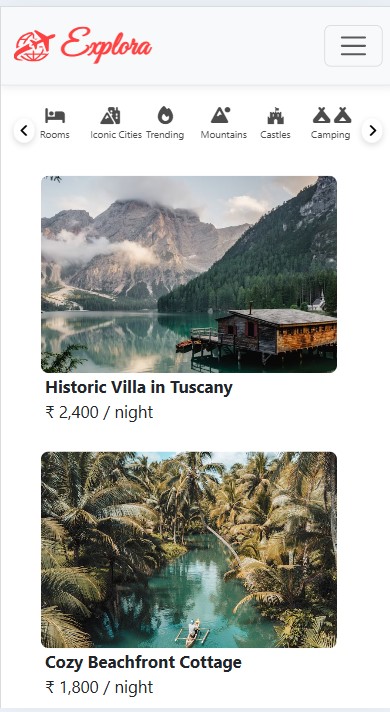 Explora
Rooms
Iconic Cities
Trending
Mountains
Castles
Camping
Historic Villa in Tuscany
₹ 2,400 / night
Cozy Beachfront Cottage
₹ 1,800 / night